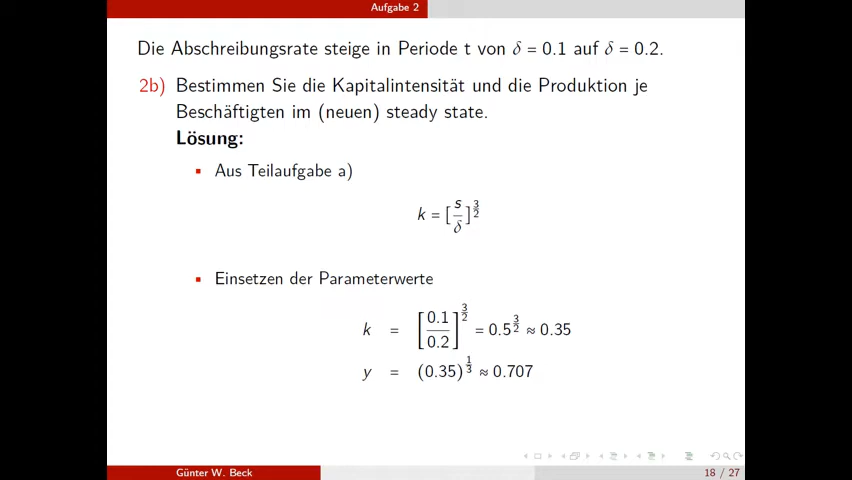 Aufgabe 2
Die Abschreibungsrate steige in Periode t von δ = 0.1 auf δ = 0.2.
2b) Bestimmen Sie die Kapitalintensität und die Produktion je
Beschäftigten im (neuen) steady state.
Lösung:
Aus Teilaufgabe a)
k = [s/δ]^(3/2)
Einsetzen der Parameterwerte
k = [0.1/0.2]^(3/2) = 0.5^(3/2) ≈ 0.35
y = (0.35)^(1/3) ≈ 0.707
Günter W. Beck 18 / 27